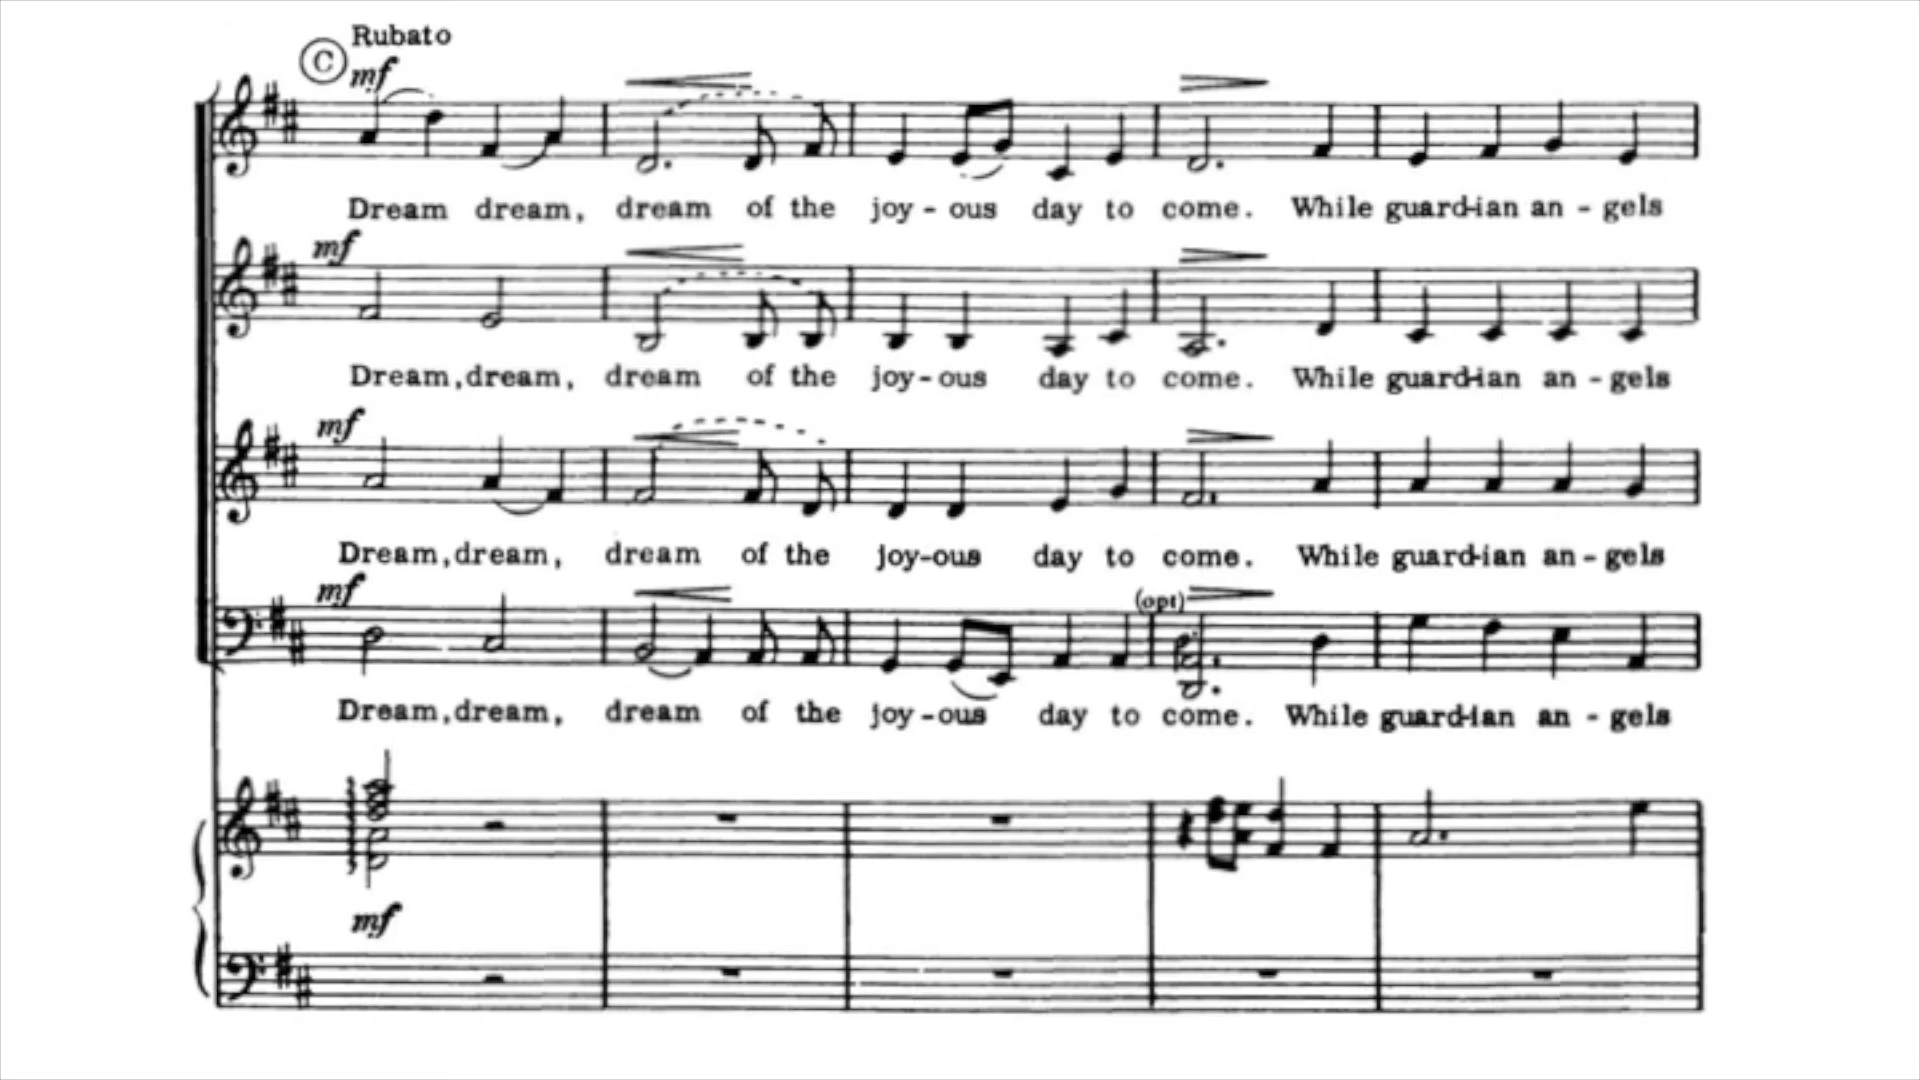 Rubato
C
mf
Dream dream, dream of the joy - ous day to come. While guard-ian an - gels
mf
Dream, dream, dream of the joy - ous day to come. While guard-ian an - gels
mf
Dream, dream, dream of the joy-ous day to come. While guard-ian an - gels
mf
(opt)
Dream, dream, dream of the joy - ous day to come. While guard-ian an - gels
mf